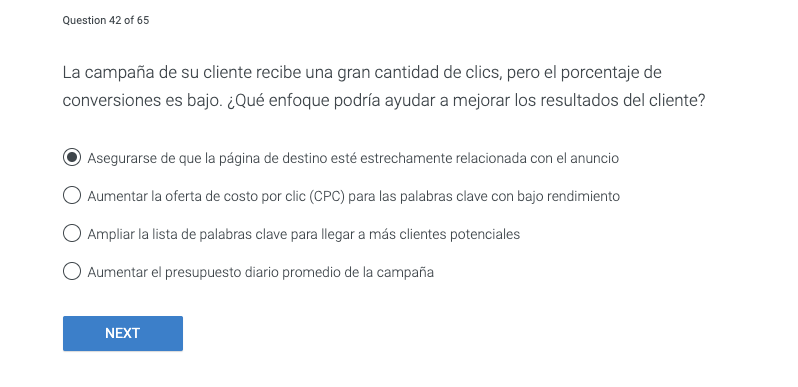 Question 42 of 65
La campaña de su cliente recibe una gran cantidad de clics, pero el porcentaje de
conversiones es bajo. ¿Qué enfoque podría ayudar a mejorar los resultados del cliente?
Asegurarse de que la página de destino esté estrechamente relacionada con el anuncio
Aumentar la oferta de costo por clic (CPC) para las palabras clave con bajo rendimiento
Ampliar la lista de palabras clave para llegar a más clientes potenciales
Aumentar el presupuesto diario promedio de la campaña
NEXT